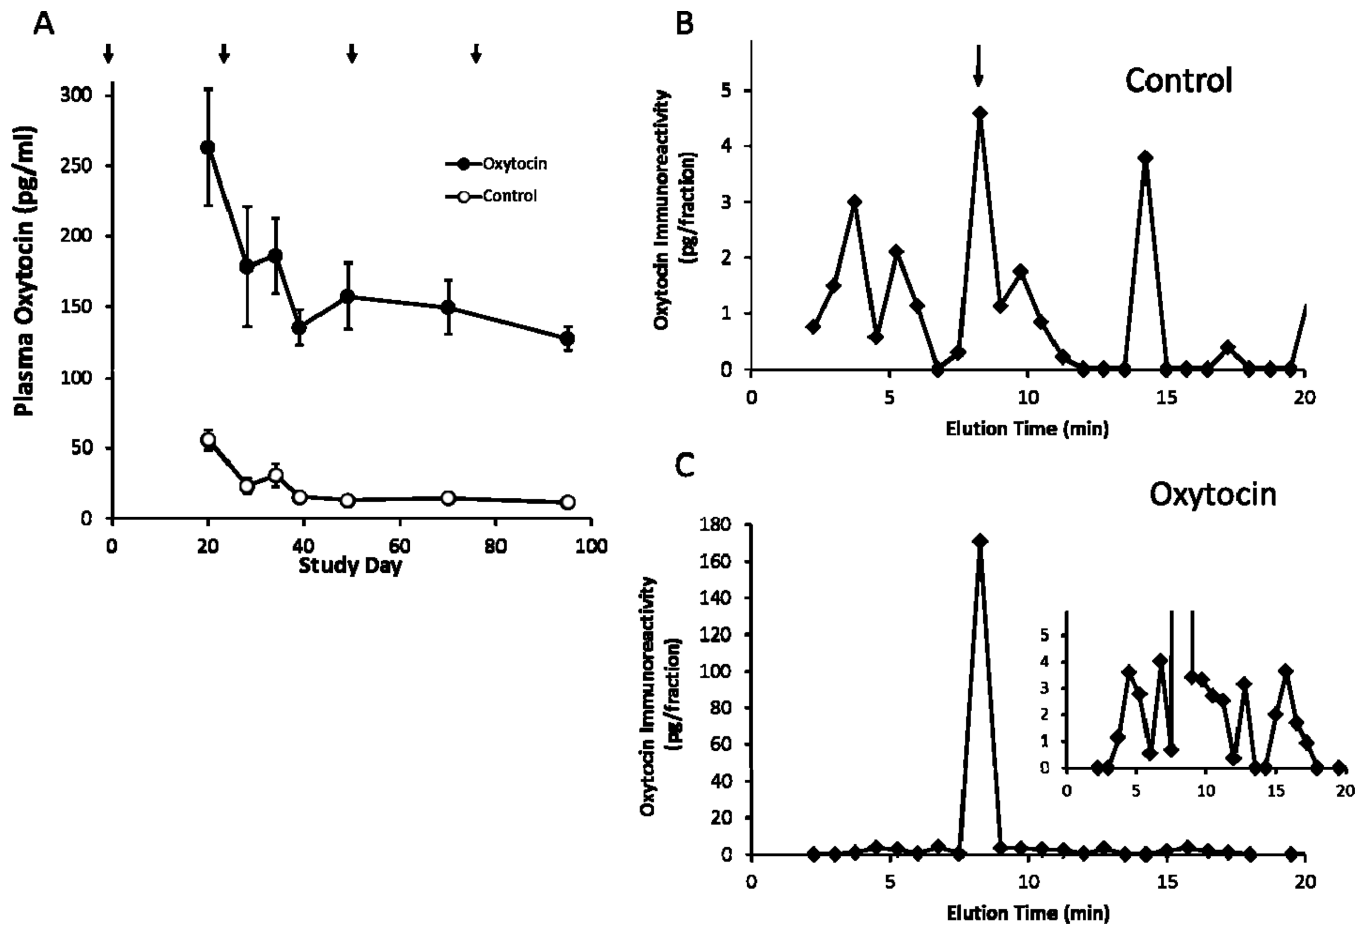 A
Plasma Oxytocin (pg/ml)
300
250
200
150
100
50
0
Oxytocin
Control
0 20 40 60 80 100
Study Day
B
Control
Oxytocin Immunoreactivity
(pg/fraction)
5
4
3
2
1
0
0 5 10 15 20
Elution Time (min)
C
Oxytocin
Oxytocin Immunoreactivity
(pg/fraction)
180
160
140
120
100
80
60
40
20
0
0 5 10 15 20
Elution Time (min)
5
4
3
2
1
0
0 5 10 15 20